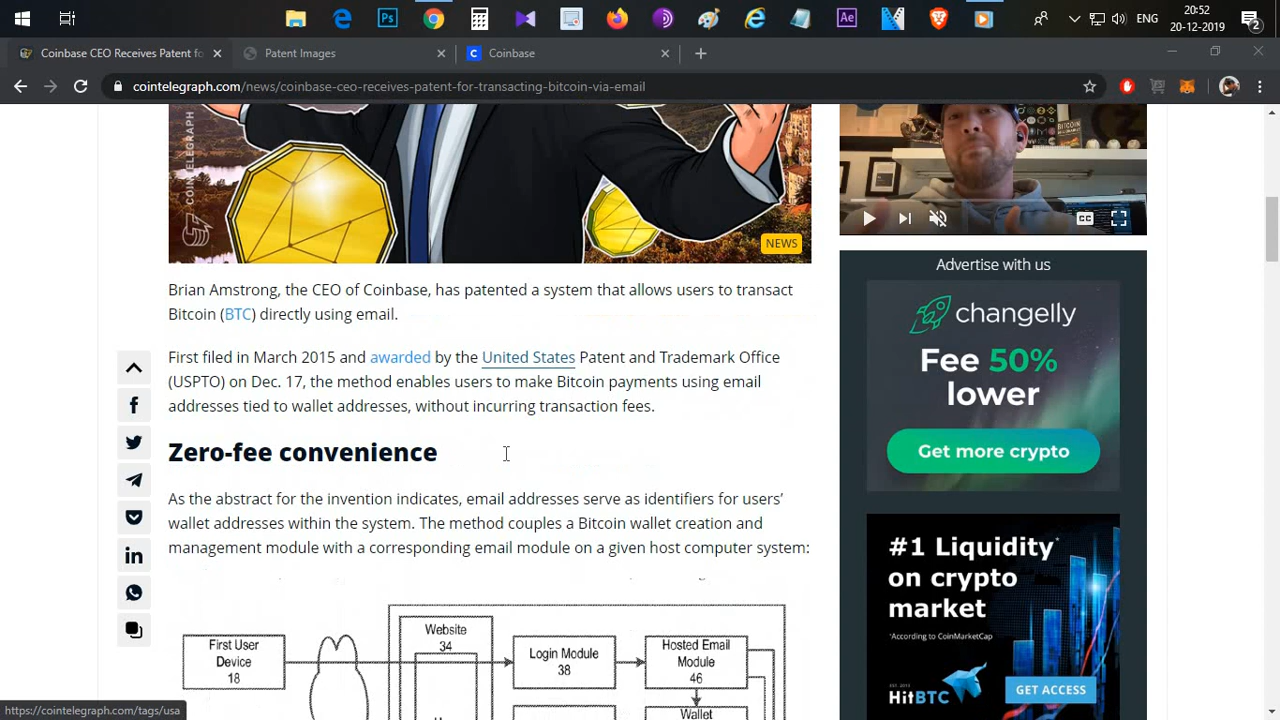 20:52
ENG
20-12-2019
2
Coinbase CEO Receives Patent fo
Patent Images
Coinbase
cointelegraph.com/news/coinbase-ceo-receives-patent-for-transacting-bitcoin-via-email
COINTELEGRAPH
NEWS
CC
Brian Amstrong, the CEO of Coinbase, has patented a system that allows users to transact
Bitcoin (BTC) directly using email.
First filed in March 2015 and awarded by the United States Patent and Trademark Office
(USPTO) on Dec. 17, the method enables users to make Bitcoin payments using email
addresses tied to wallet addresses, without incurring transaction fees.
Zero-fee convenience
As the abstract for the invention indicates, email addresses serve as identifiers for users’
wallet addresses within the system. The method couples a Bitcoin wallet creation and
management module with a corresponding email module on a given host computer system:
First User
Device
18
Website
34
Login Module
38
Hosted Email
Module
46
Wallet
Advertise with us
changelly
Fee 50%
lower
Get more crypto
#1 Liquidity*
on crypto
market
*According to CoinMarketCap
HitBTC
GET ACCESS
https://cointelegraph.com/tags/usa